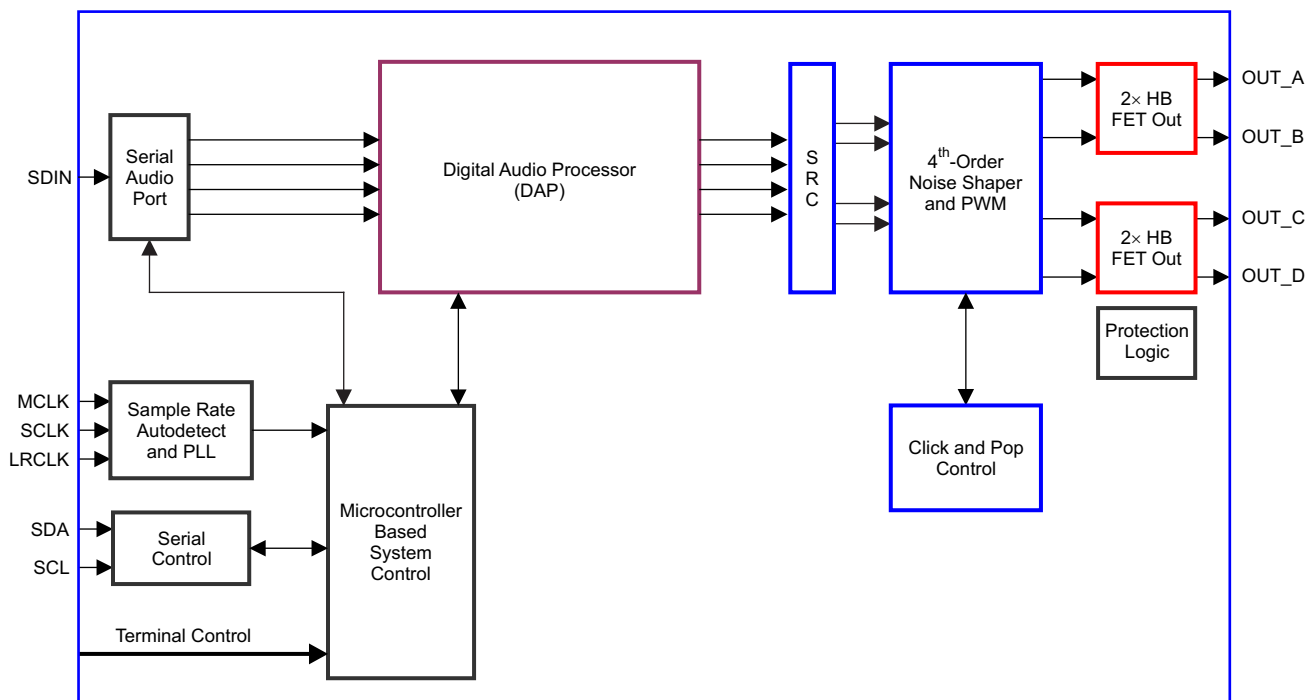 SDIN
Serial
Audio
Port
Digital Audio Processor
(DAP)
S
R
C
4th-Order
Noise Shaper
and PWM
2× HB
FET Out
OUT_A
OUT_B
2× HB
FET Out
OUT_C
OUT_D
Protection
Logic
MCLK
SCLK
LRCLK
Sample Rate
Autodetect
and PLL
SDA
SCL
Serial
Control
Terminal Control
Microcontroller
Based
System
Control
Click and Pop
Control